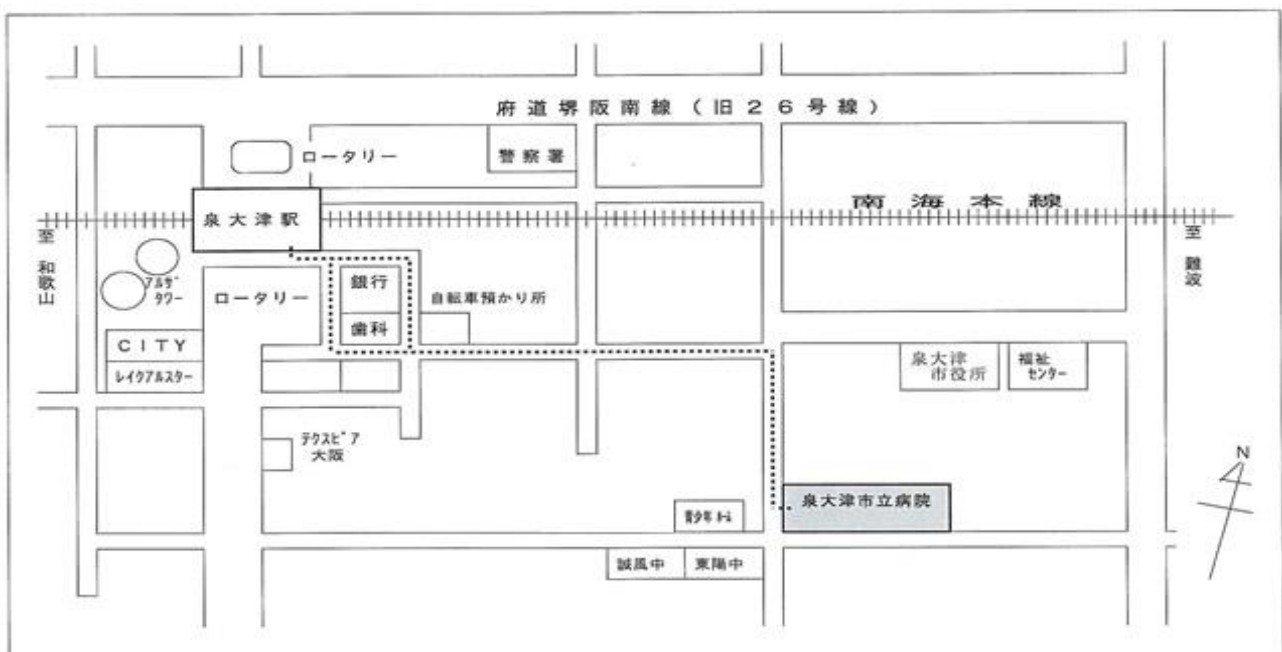 府道堺阪南線（旧２６号線）
ロータリー
警察署
南海本線
泉大津駅
至 和歌山
至 難波
ｱﾙｻﾞ
ﾀﾜｰ
ロータリー
銀行
自転車預かり所
歯科
ＣＩＴＹ
ﾚｲｸｱﾙｽﾀｰ
泉大津
市役所
福祉
センター
ﾃｸｽﾋﾟｱ
大阪
N
泉大津市立病院
青少年ﾎｰﾑ
誠風中
東陽中